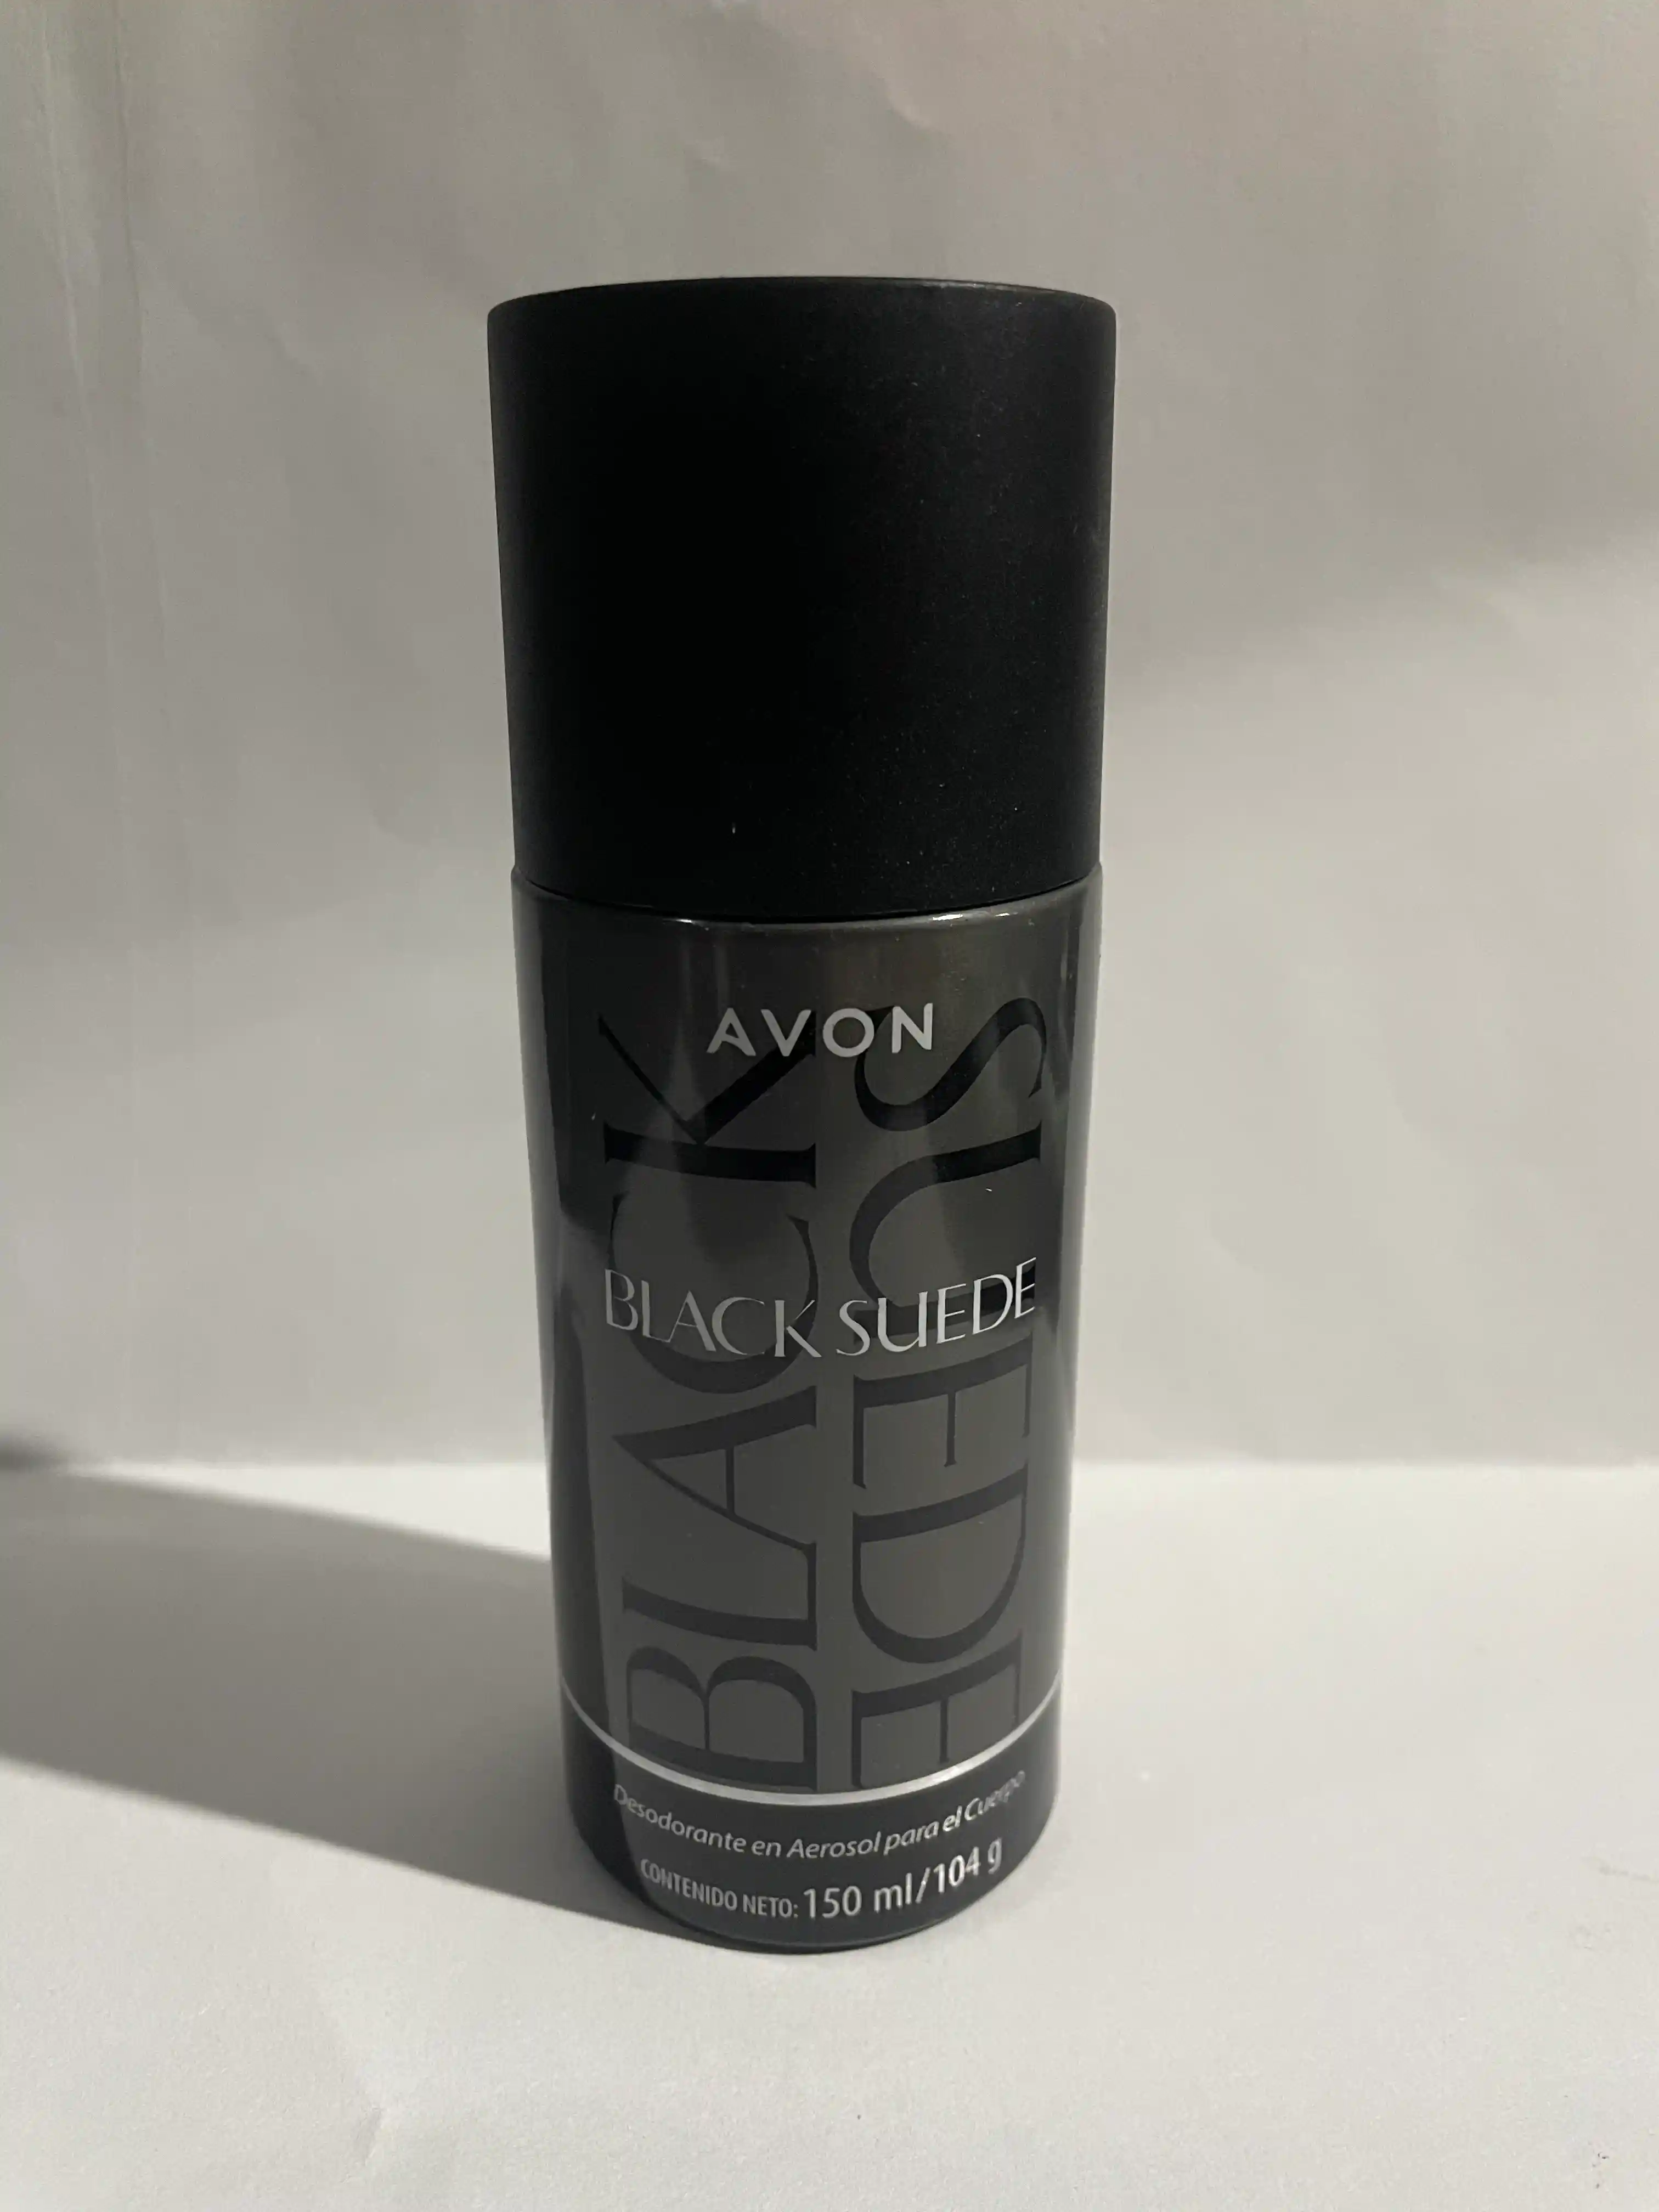 AVON
BLACK SUEDE
BLACK
SUEDE
Desodorante en Aerosol para el Cuerpo
CONTENIDO NETO: 150 ml/104 g